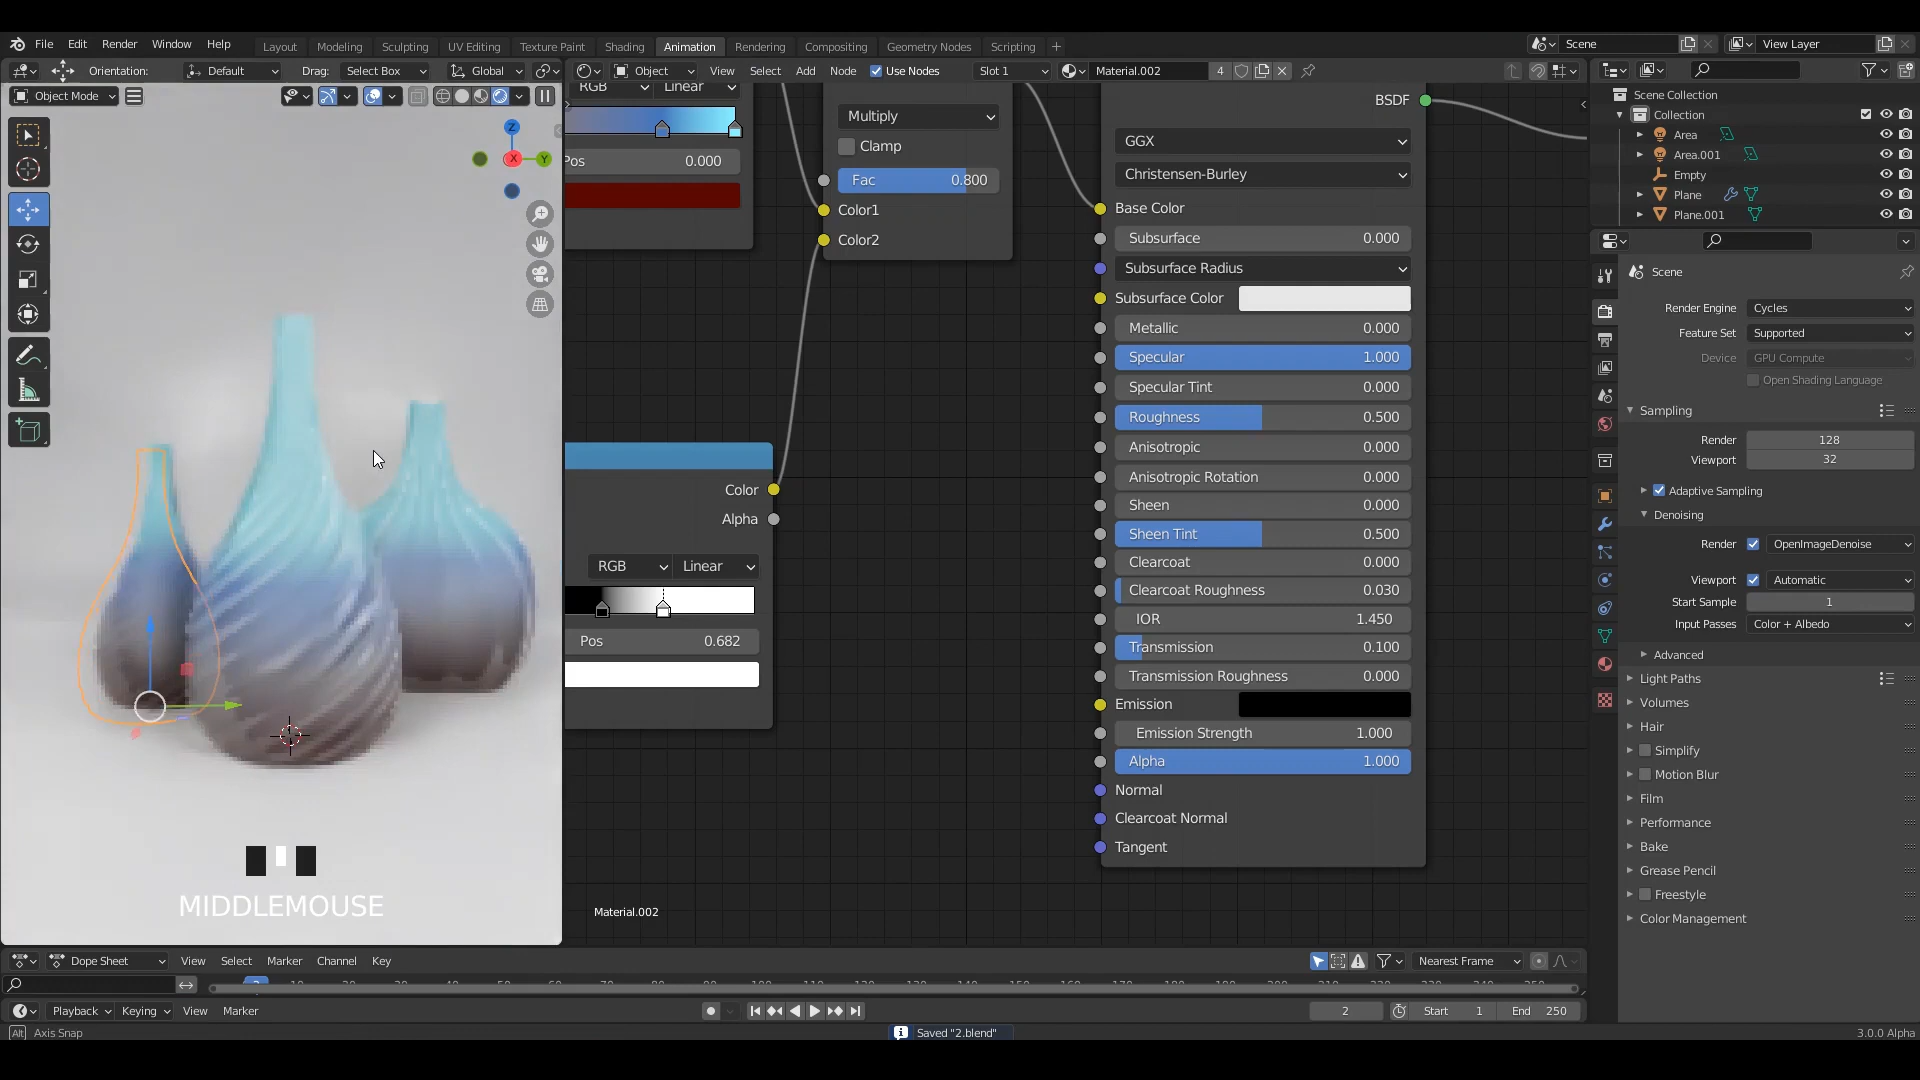 File Edit Render Window Help Layout Modeling Sculpting UV Editing Texture Paint Shading Animation Rendering Compositing Geometry Nodes Scripting + Scene View Layer
Orientation: Default Drag: Select Box Global Object View Select Add Node Use Nodes Slot 1 Material.002 4
Object Mode
RGB Linear
Pos 0.000
Multiply
Clamp
Fac 0.800
Color1
Color2
Color
Alpha
RGB Linear
Pos 0.682
BSDF
GGX
Christensen-Burley
Base Color
Subsurface 0.000
Subsurface Radius
Subsurface Color
Metallic 0.000
Specular 1.000
Specular Tint 0.000
Roughness 0.500
Anisotropic 0.000
Anisotropic Rotation 0.000
Sheen 0.000
Sheen Tint 0.500
Clearcoat 0.000
Clearcoat Roughness 0.030
IOR 1.450
Transmission 0.100
Transmission Roughness 0.000
Emission
Emission Strength 1.000
Alpha 1.000
Normal
Clearcoat Normal
Tangent
Material.002
Z
X
Y
MIDDLEMOUSE
Scene Collection
Collection
Area
Area.001
Empty
Plane
Plane.001
Scene
Render Engine Cycles
Feature Set Supported
Device GPU Compute
Open Shading Language
Sampling
Render 128
Viewport 32
Adaptive Sampling
Denoising
Render OpenImageDenoise
Viewport Automatic
Start Sample 1
Input Passes Color + Albedo
Advanced
Light Paths
Volumes
Hair
Simplify
Motion Blur
Film
Performance
Bake
Grease Pencil
Freestyle
Color Management
Dope Sheet View Select Marker Channel Key Nearest Frame
Playback Keying View Marker 2 Start 1 End 250
Alt Axis Snap Saved "2.blend" 3.0.0 Alpha